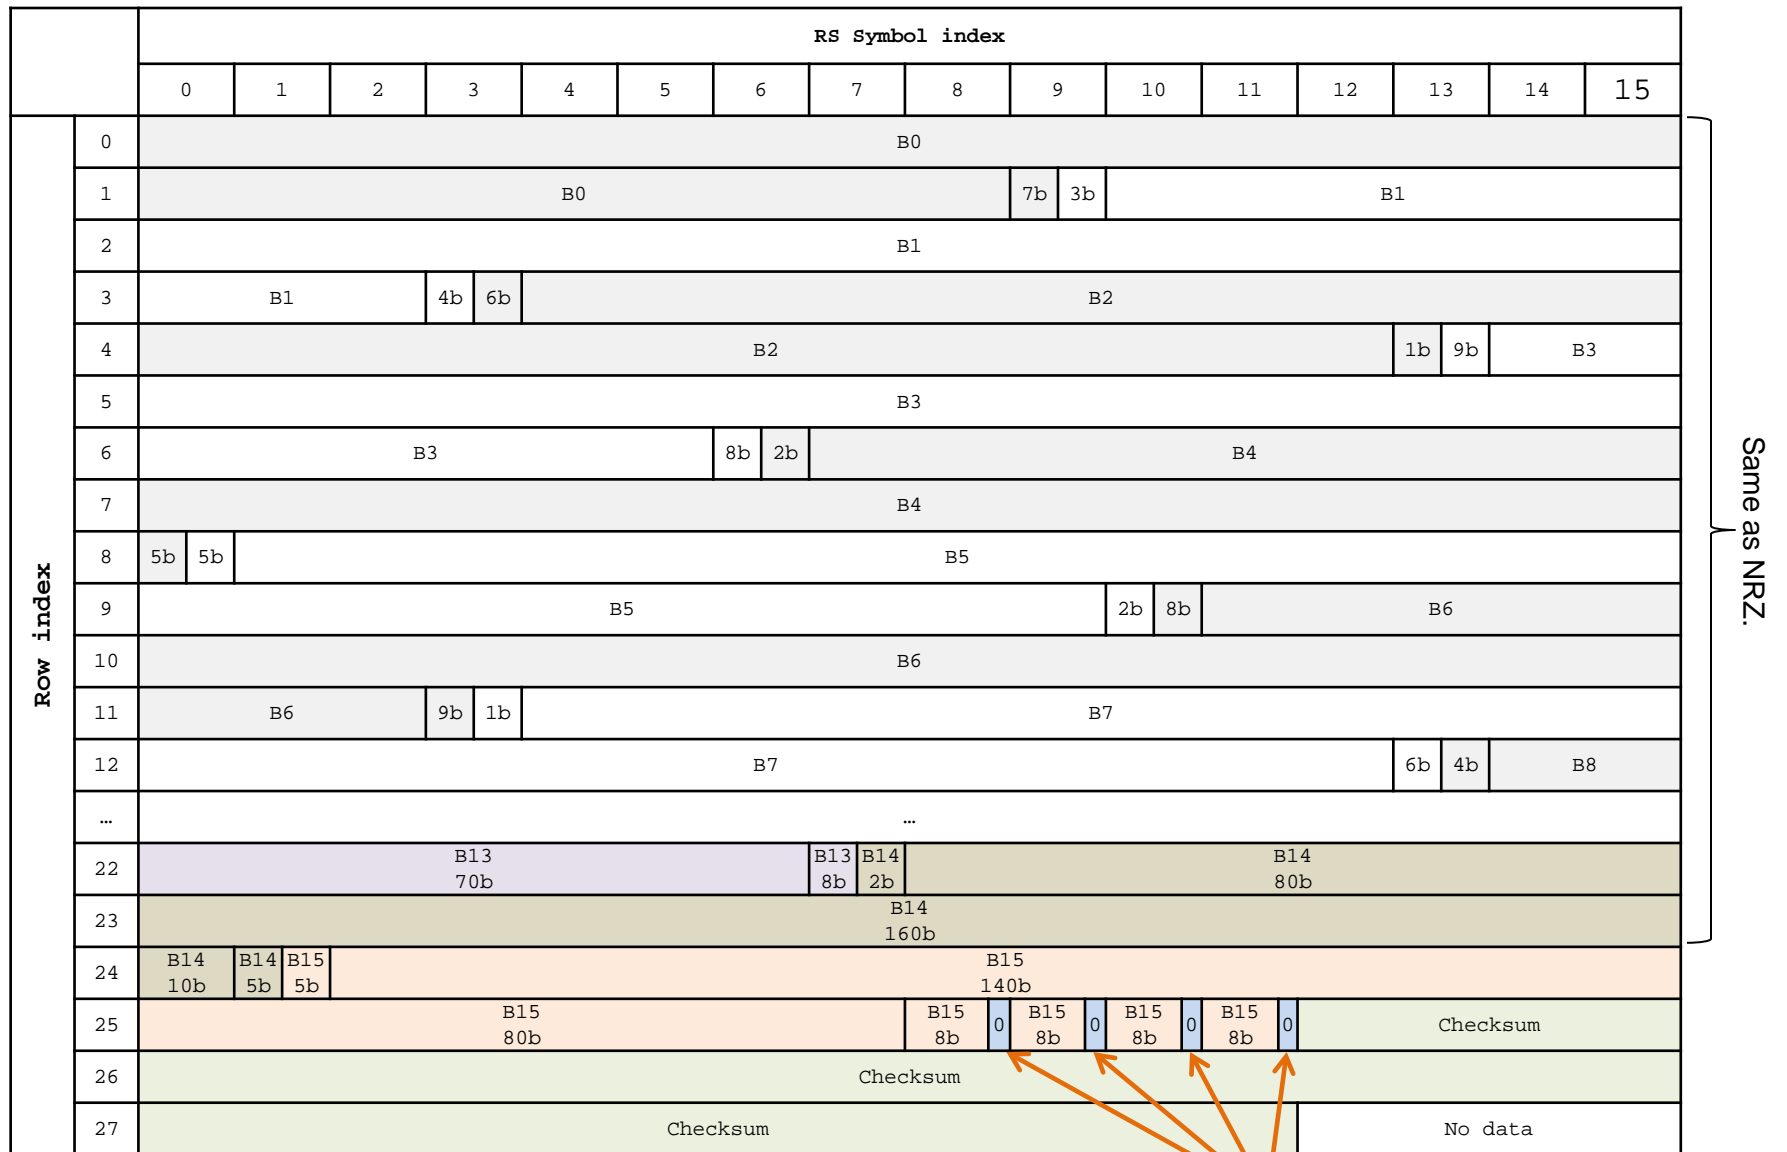 RS Symbol index
0 1 2 3 4 5 6 7 8 9 10 11 12 13 14 15
Row index
0 B0
1 B0 7b 3b B1
2 B1
3 B1 4b 6b B2
4 B2 1b 9b B3
5 B3
6 B3 8b 2b B4
7 B4
8 5b 5b B5
9 B5 2b 8b B6
10 B6
11 B6 9b 1b B7
12 B7 6b 4b B8
… …
22 B13 70b B13 8b B14 2b B14 80b
23 B14 160b
24 B14 10b B14 5b B15 5b B15 140b
25 B15 80b B15 8b 0 B15 8b 0 B15 8b 0 B15 8b 0 Checksum
26 Checksum
27 Checksum No data
Same as NRZ.